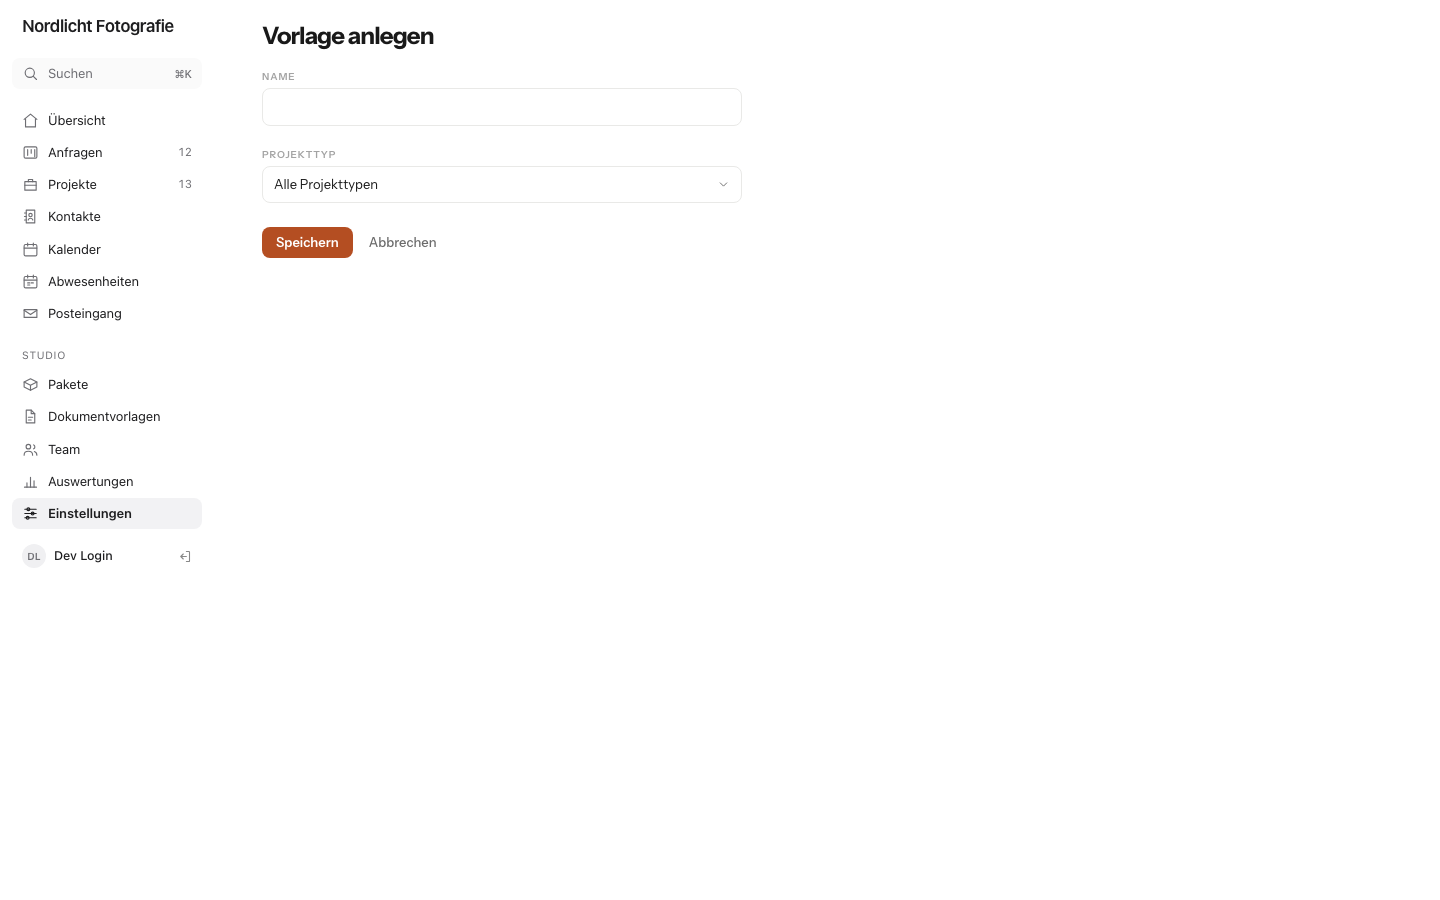 Nordlicht Fotografie
Suchen ⌘K
Übersicht
Anfragen 12
Projekte 13
Kontakte
Kalender
Abwesenheiten
Posteingang
STUDIO
Pakete
Dokumentvorlagen
Team
Auswertungen
Einstellungen
DL Dev Login
Vorlage anlegen
NAME
PROJEKTTYP
Alle Projekttypen
Speichern Abbrechen